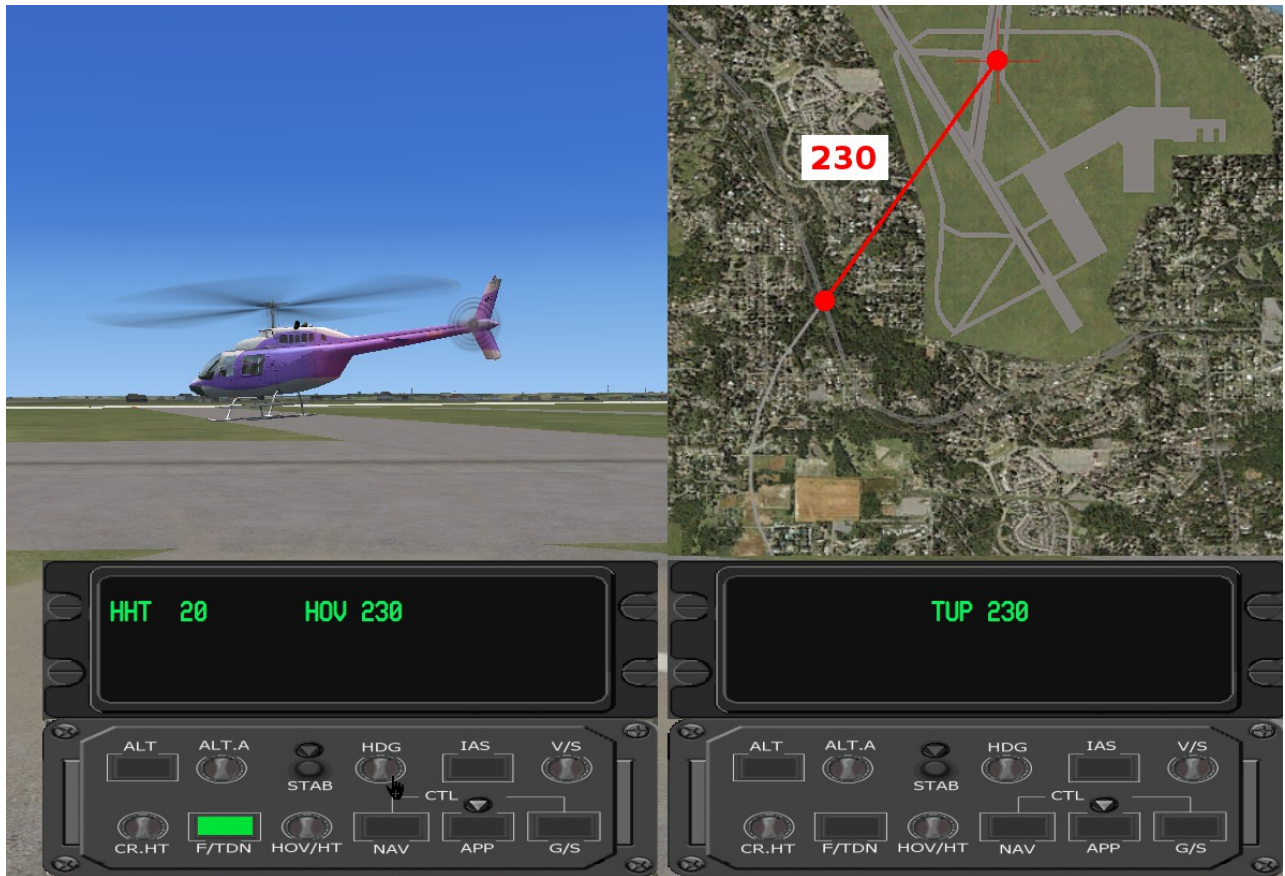 230
HHT 20 HOV 230
TUP 230
ALT ALT.A HDG IAS V/S
STAB
CTL
CR.HT F/TDN HOV/HT NAV APP G/S
ALT ALT.A HDG IAS V/S
STAB
CTL
CR.HT F/TDN HOV/HT NAV APP G/S